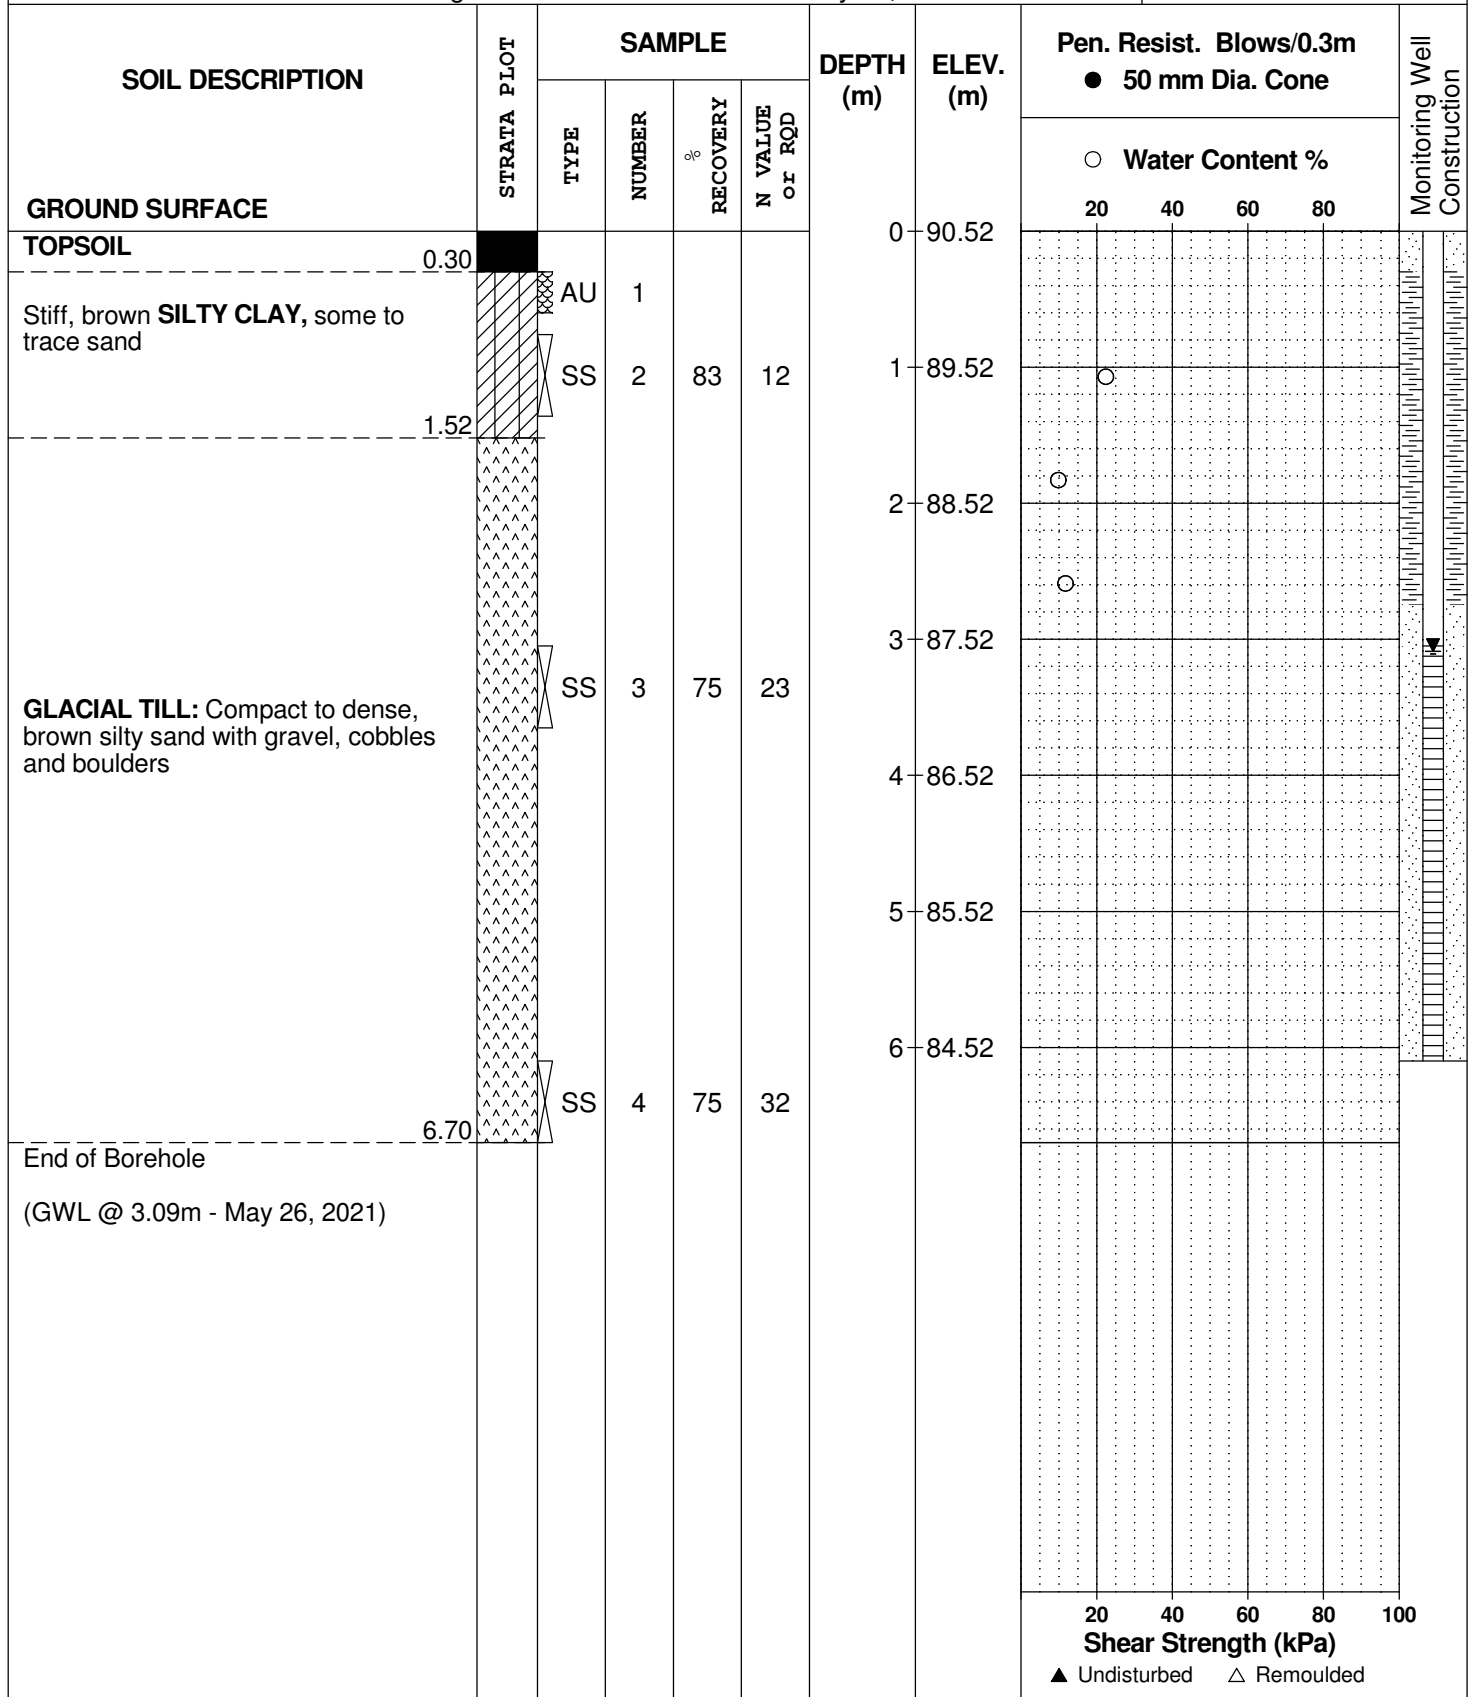 SOIL DESCRIPTION
GROUND SURFACE
STRATA PLOT
SAMPLE
TYPE
NUMBER
%
RECOVERY
N VALUE
or RQD
DEPTH
(m)
ELEV.
(m)
Pen. Resist. Blows/0.3m
● 50 mm Dia. Cone
○ Water Content %
20 40 60 80
Monitoring Well
Construction
0 90.52
TOPSOIL
0.30
AU 1
Stiff, brown SILTY CLAY, some to
trace sand
SS 2 83 12
1 89.52
1.52
2 88.52
3 87.52
SS 3 75 23
GLACIAL TILL: Compact to dense,
brown silty sand with gravel, cobbles
and boulders
4 86.52
5 85.52
6 84.52
SS 4 75 32
6.70
End of Borehole
(GWL @ 3.09m - May 26, 2021)
20 40 60 80 100
Shear Strength (kPa)
▲ Undisturbed △ Remoulded